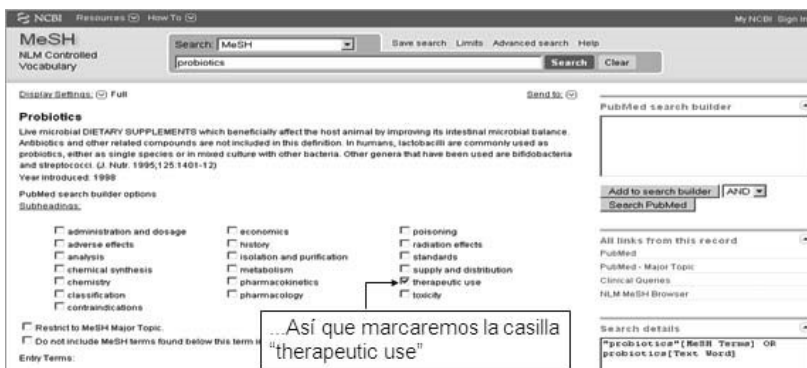 NCBI Resources How To My NCBI Sign In
MeSH
NLM Controlled
Vocabulary
Search: MeSH Save search Limits Advanced search Help
probiotics Search Clear
Display Settings: Full Send to:
Probiotics
Live microbial DIETARY SUPPLEMENTS which beneficially affect the host animal by improving its intestinal microbial balance.
Antibiotics and other related compounds are not included in this definition. In humans, lactobacilli are commonly used as
probiotics, either as single species or in mixed culture with other bacteria. Other genera that have been used are bifidobacteria
and streptococci. (J. Nutr. 1995;125:1401-12)
Year introduced: 1998
PubMed search builder options
Subheadings:
administration and dosage
adverse effects
analysis
chemical synthesis
chemistry
classification
contraindications
economics
history
isolation and purification
metabolism
pharmacokinetics
pharmacology
poisoning
radiation effects
standards
supply and distribution
therapeutic use
toxicity
Restrict to MeSH Major Topic.
Do not include MeSH terms found below this term i
Entry Terms:
...Así que marcaremos la casilla
"therapeutic use"
PubMed search builder
Add to search builder AND
Search PubMed
All links from this record
PubMed
PubMed - Major Topic
Clinical Queries
NLM MeSH Browser
Search details
"probiotics"[MeSH Terms] OR
probiotics[Text Word]